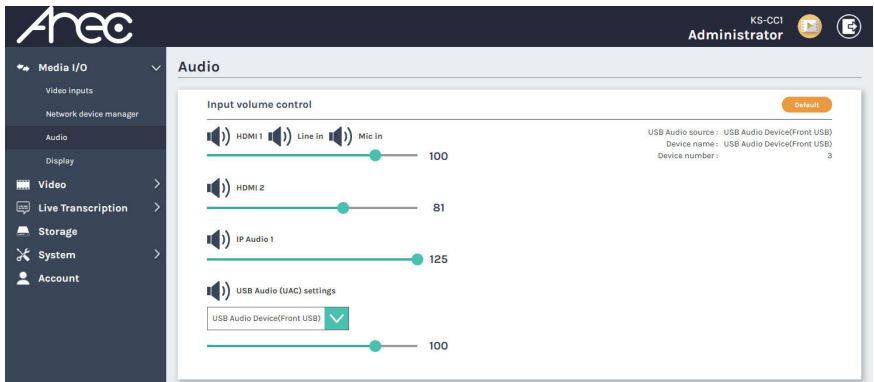 Arec
KS-CC1
Administrator
Media I/O
Video inputs
Network device manager
Audio
Display
Video
Live Transcription
Storage
System
Account
Audio
Input volume control
Default
HDMI 1 Line in Mic in
100
HDMI 2
81
IP Audio 1
125
USB Audio (UAC) settings
USB Audio Device(Front USB)
100
USB Audio source : USB Audio Device(Front USB)
Device name : USB Audio Device(Front USB)
Device number : 3